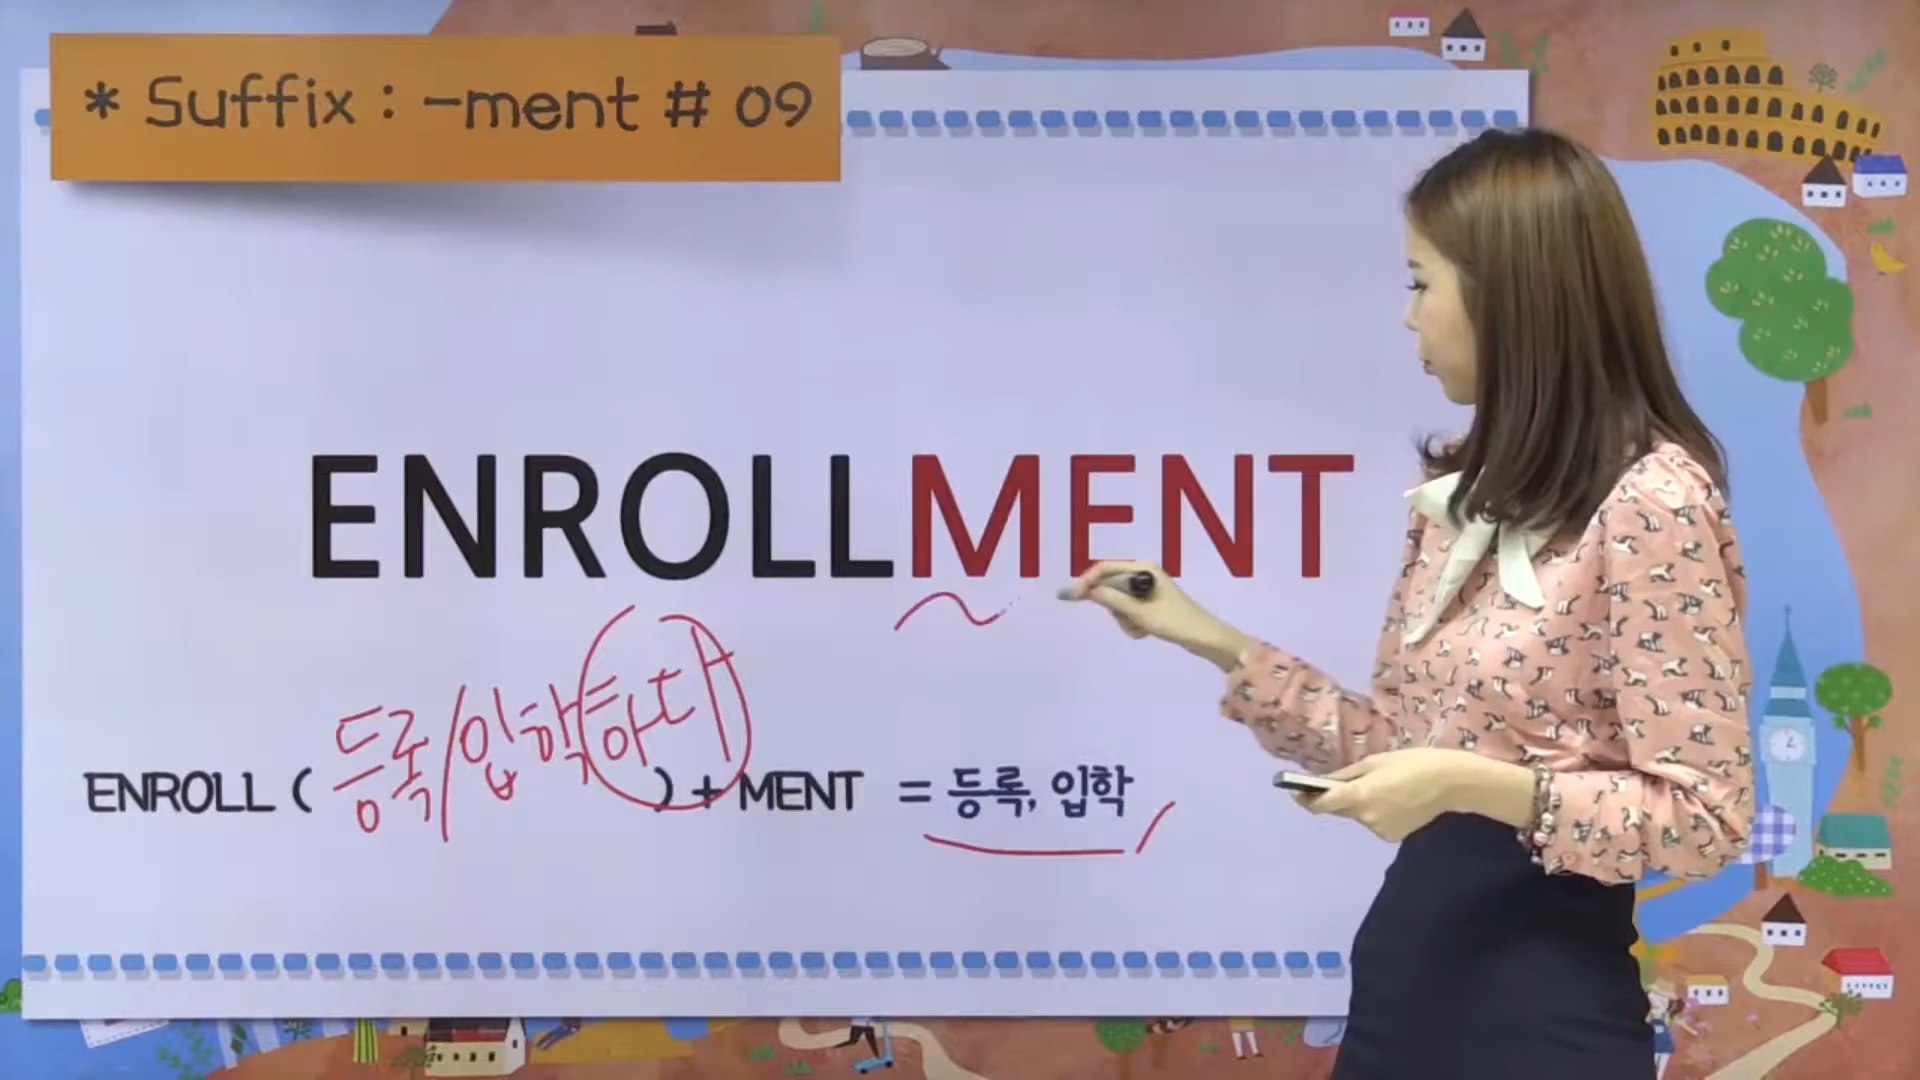 * Suffix : -ment # 09
ENROLLMENT
ENROLL ( 등록/입학하다 ) + MENT = 등록, 입학